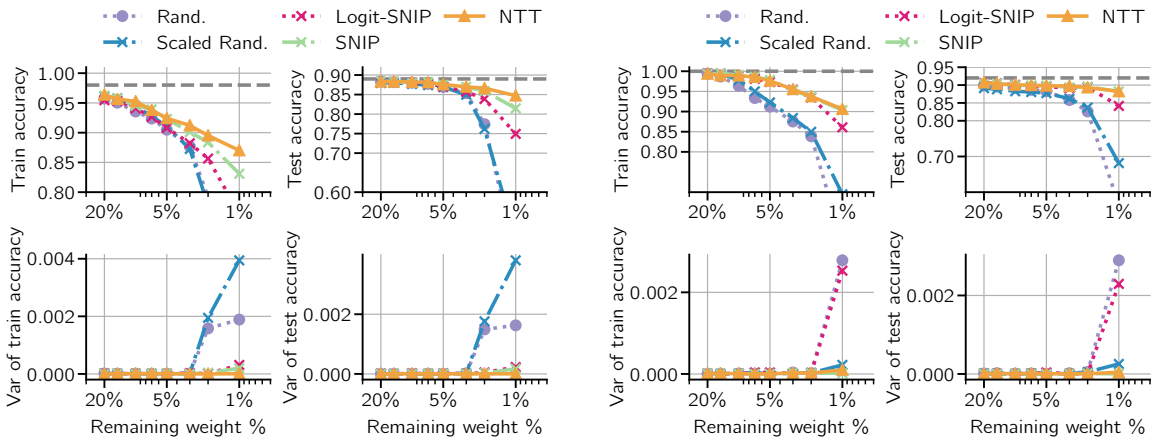 Rand. Logit-SNIP NTT
Scaled Rand. SNIP
Rand. Logit-SNIP NTT
Scaled Rand. SNIP
Train accuracy
1.00
0.95
0.90
0.85
0.80
20% 5% 1%
Test accuracy
0.90
0.80
0.75
0.70
0.60
20% 5% 1%
Train accuracy
1.00
0.95
0.90
0.85
0.80
20% 5% 1%
Test accuracy
0.95
0.90
0.85
0.80
0.70
20% 5% 1%
Var of train accuracy
0.004
0.002
0.000
20% 5% 1%
Remaining weight %
Var of test accuracy
0.002
0.000
20% 5% 1%
Remaining weight %
Var of train accuracy
0.002
0.000
20% 5% 1%
Remaining weight %
Var of test accuracy
0.002
0.000
20% 5% 1%
Remaining weight %